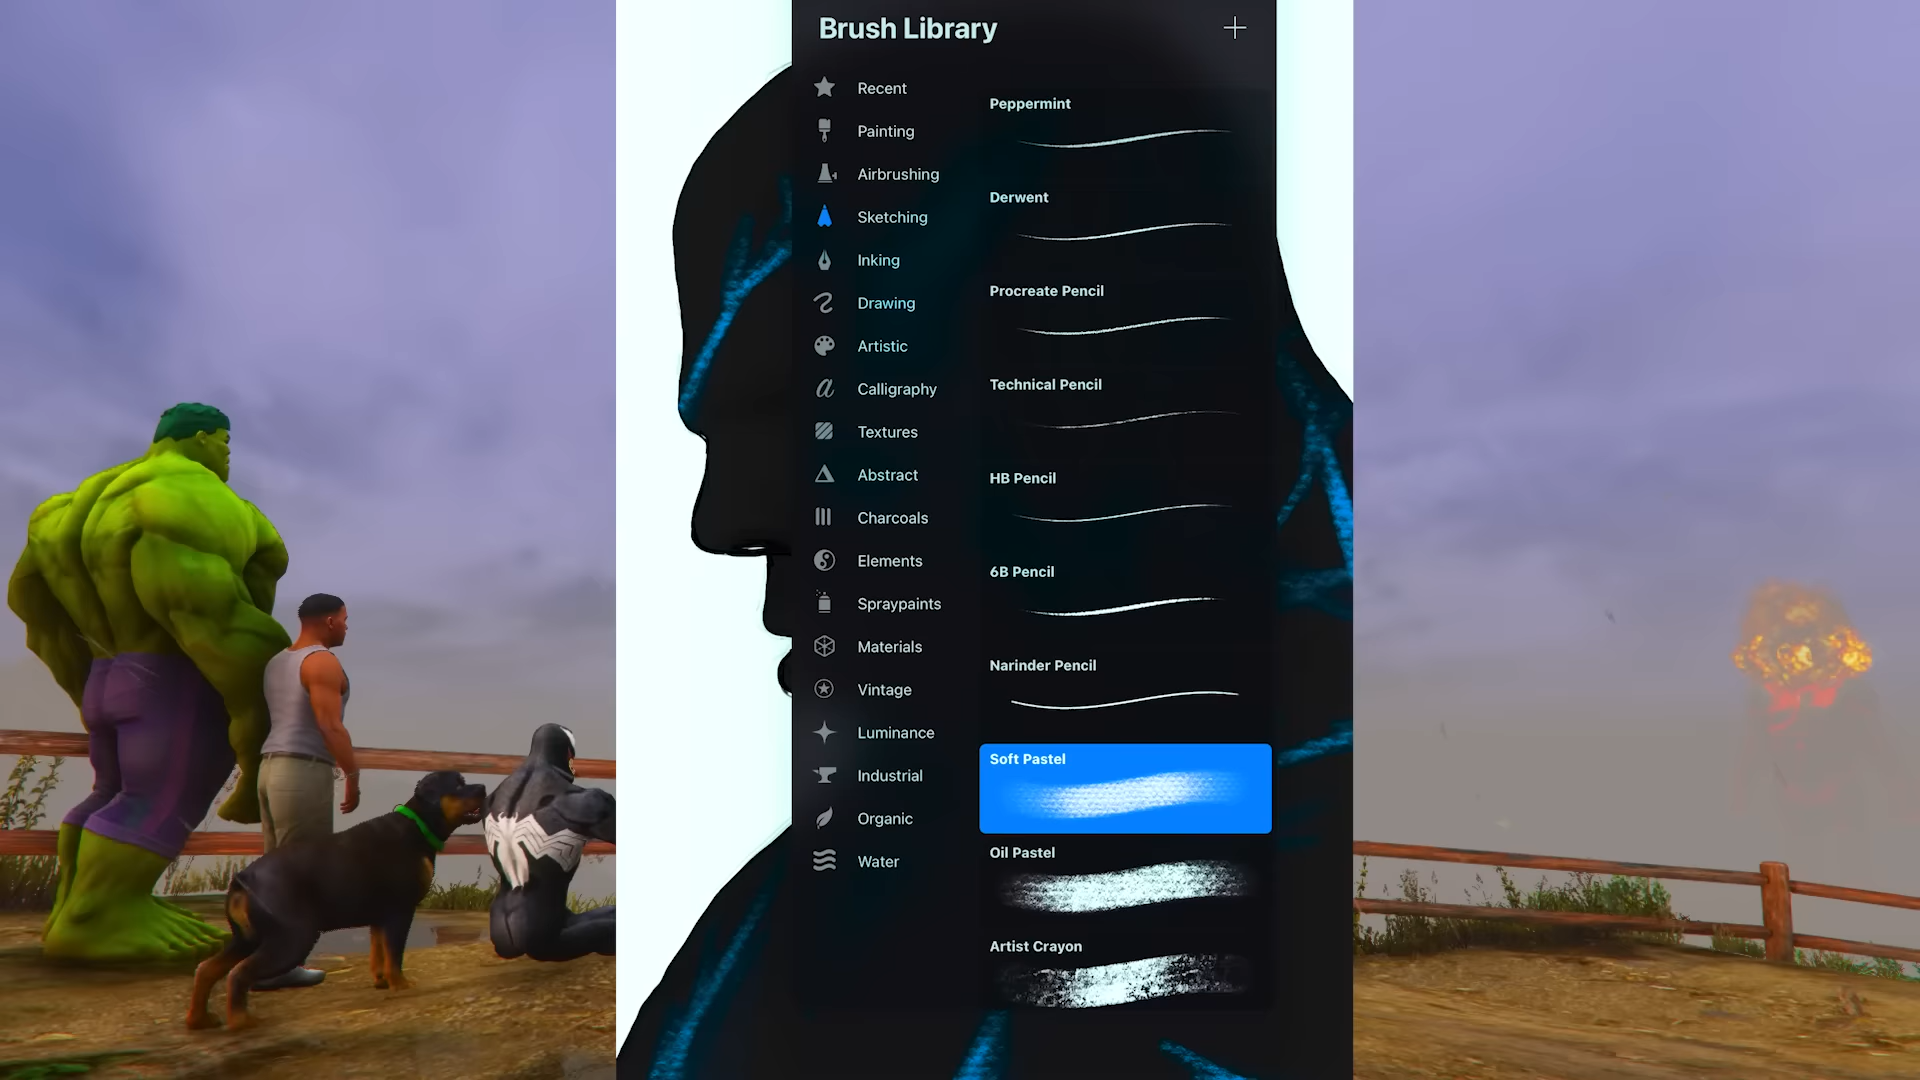 Brush Library
Recent
Painting
Airbrushing
Sketching
Inking
Drawing
Artistic
Calligraphy
Textures
Abstract
Charcoals
Elements
Spraypaints
Materials
Vintage
Luminance
Industrial
Organic
Water
Peppermint
Derwent
Procreate Pencil
Technical Pencil
HB Pencil
6B Pencil
Narinder Pencil
Soft Pastel
Oil Pastel
Artist Crayon